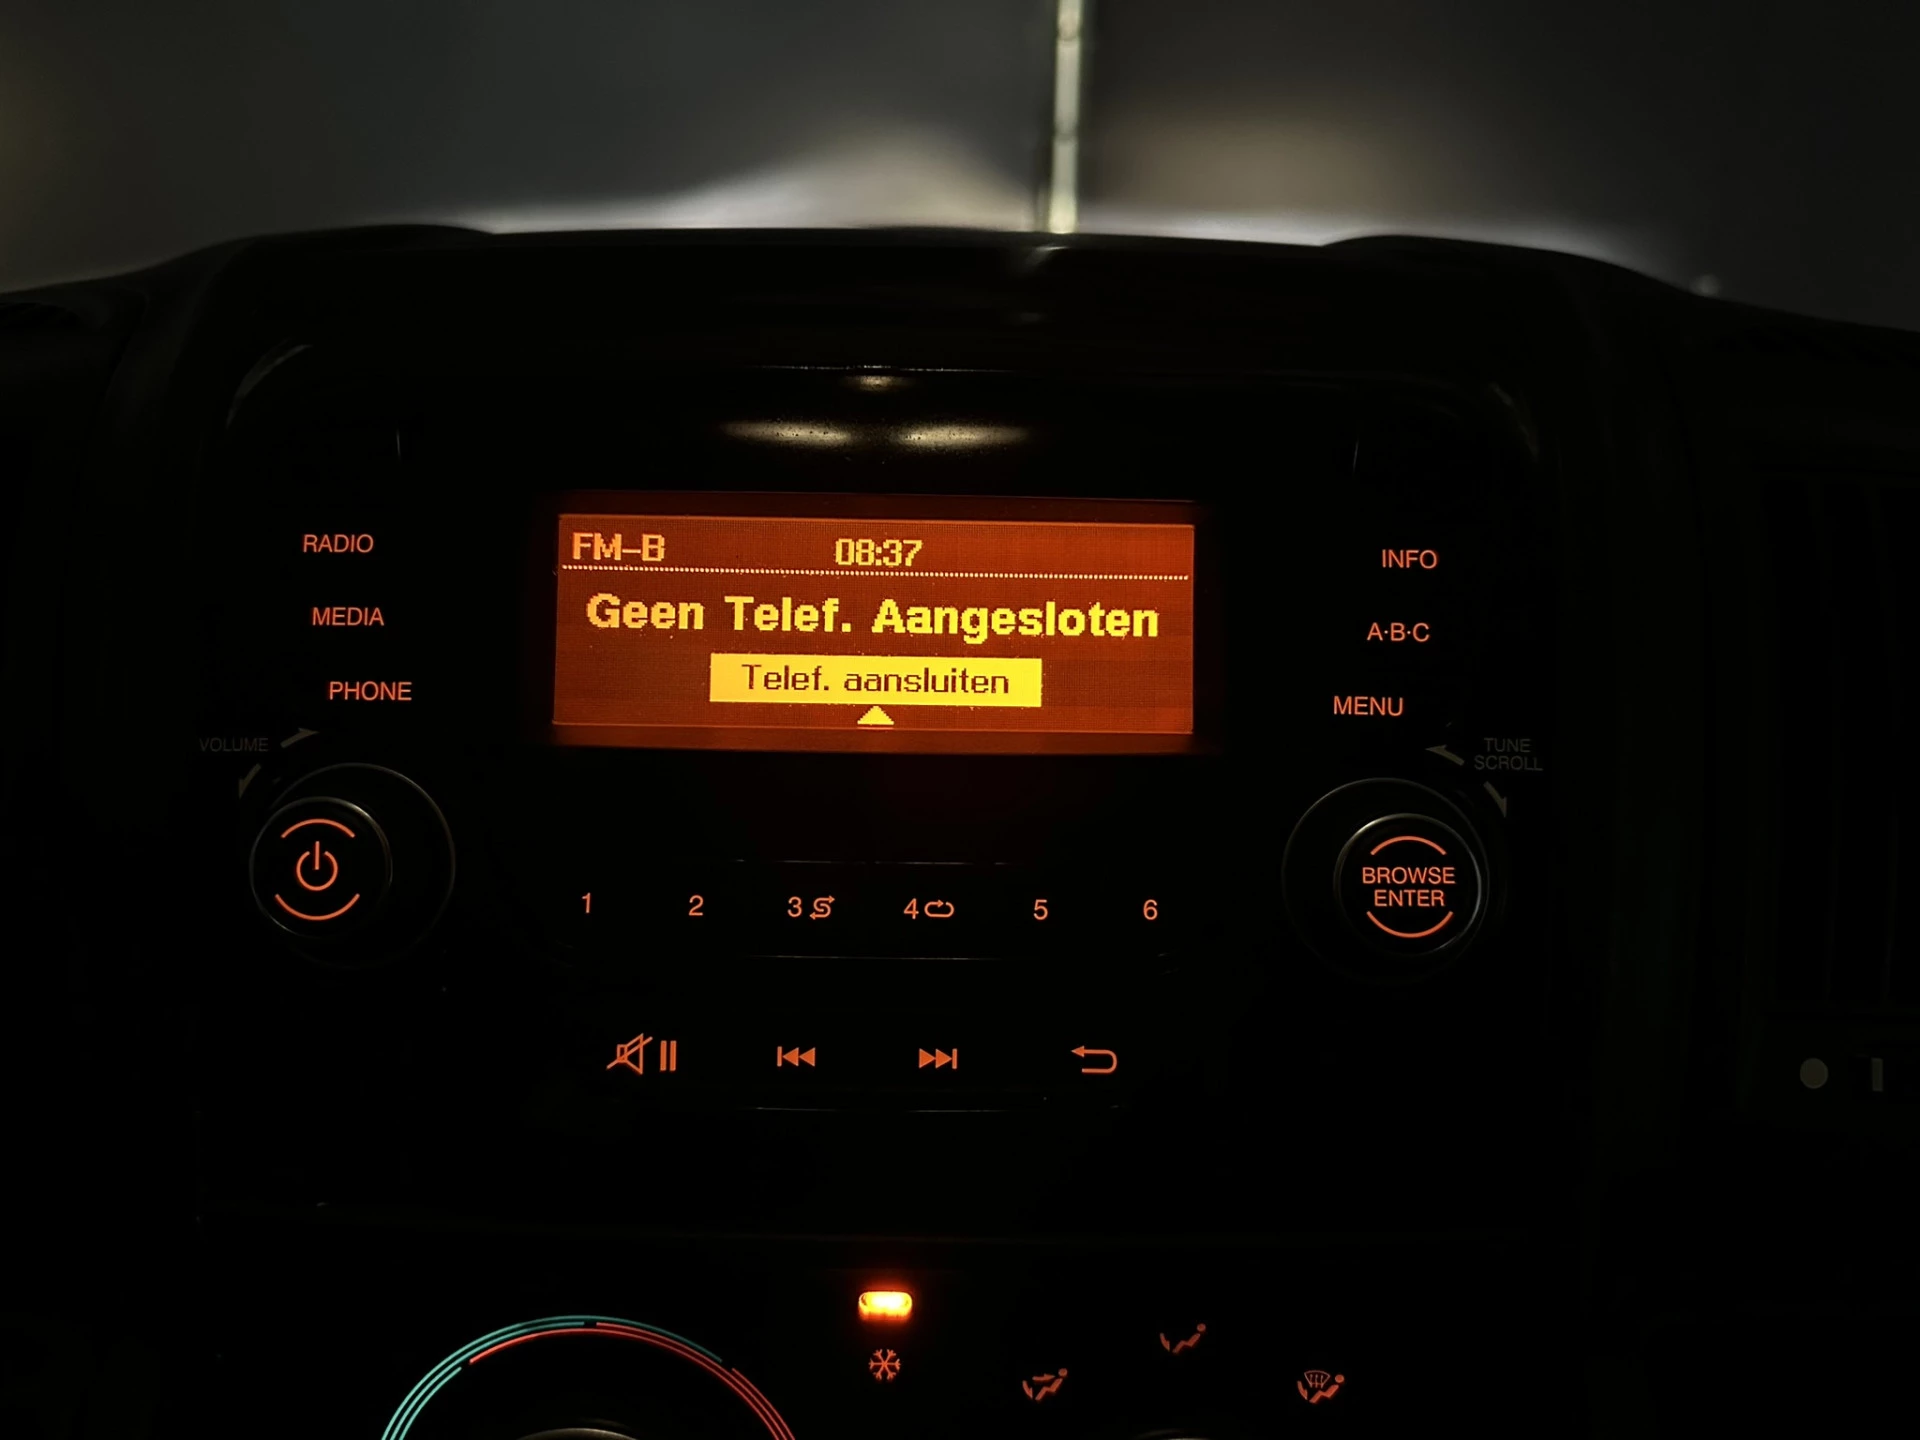 FM-B 08:37
Geen Telef. Aangesloten
Telef. aansluiten
RADIO
MEDIA
PHONE
VOLUME
INFO
A·B·C
MENU
TUNE
SCROLL
BROWSE
ENTER
1 2 3 4 5 6